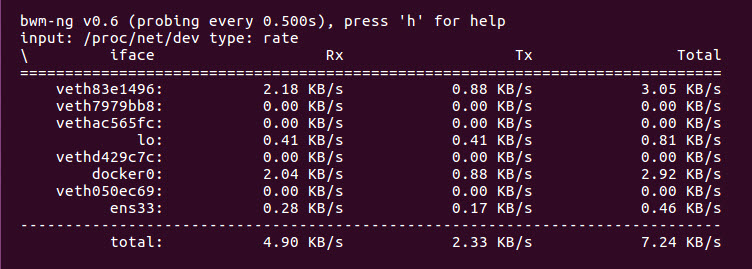 bwm-ng v0.6 (probing every 0.500s), press 'h' for help
input: /proc/net/dev type: rate
\         iface                   Rx                   Tx                Total
==============================================================================
    veth83e1496:           2.18 KB/s            0.88 KB/s            3.05 KB/s
    veth7979bb8:           0.00 KB/s            0.00 KB/s            0.00 KB/s
    vethac565fc:           0.00 KB/s            0.00 KB/s            0.00 KB/s
             lo:           0.41 KB/s            0.41 KB/s            0.81 KB/s
    vethd429c7c:           0.00 KB/s            0.00 KB/s            0.00 KB/s
        docker0:           2.04 KB/s            0.88 KB/s            2.92 KB/s
    veth050ec69:           0.00 KB/s            0.00 KB/s            0.00 KB/s
          ens33:           0.28 KB/s            0.17 KB/s            0.46 KB/s
------------------------------------------------------------------------------
          total:           4.90 KB/s            2.33 KB/s            7.24 KB/s